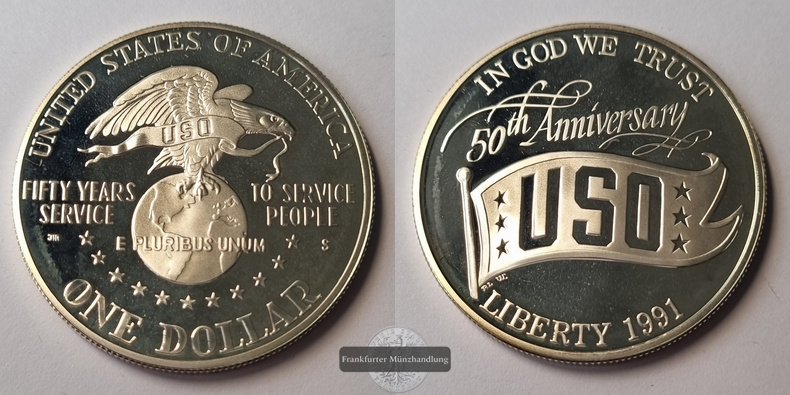 UNITED STATES OF AMERICA
USO
FIFTY YEARS
SERVICE
TO SERVICE
PEOPLE
E PLURIBUS UNUM
S
ONE DOLLAR
IN GOD WE TRUST
50th Anniversary
USO
LIBERTY 1991
Frankfurter Münzhandlung